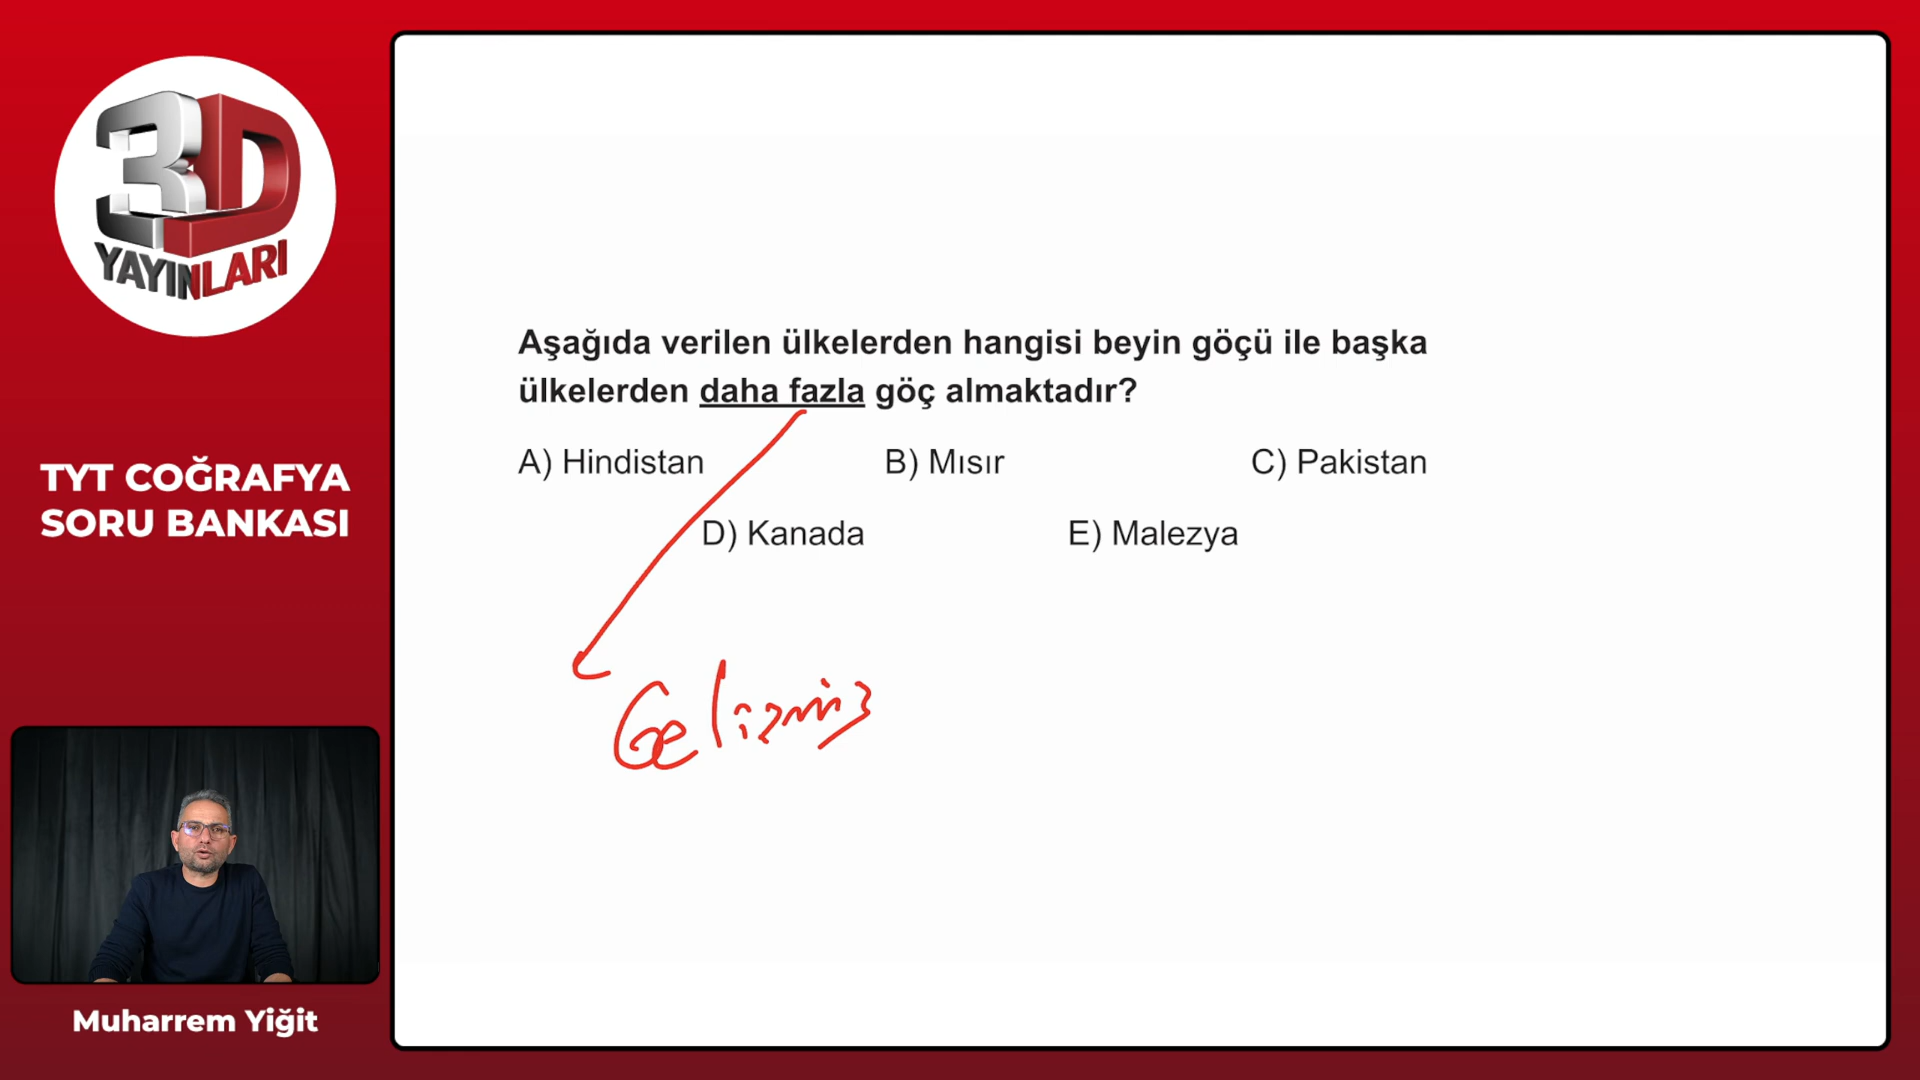 3D
YAYINLARI
TYT COĞRAFYA
SORU BANKASI
Muharrem Yiğit
Aşağıda verilen ülkelerden hangisi beyin göçü ile başka
ülkelerden daha fazla göç almaktadır?
A) Hindistan B) Mısır C) Pakistan
D) Kanada E) Malezya
Gelişmiş